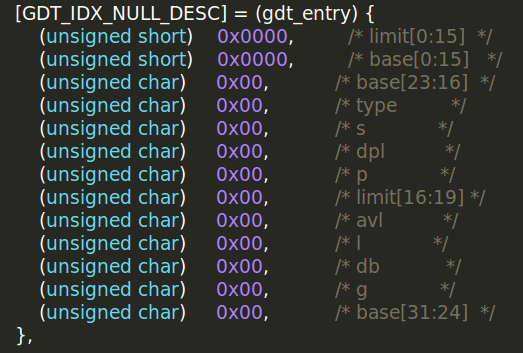 [GDT_IDX_NULL_DESC] = (gdt_entry) {
(unsigned short) 0x0000, /* limit[0:15] */
(unsigned short) 0x0000, /* base[0:15] */
(unsigned char) 0x00, /* base[23:16] */
(unsigned char) 0x00, /* type */
(unsigned char) 0x00, /* s */
(unsigned char) 0x00, /* dpl */
(unsigned char) 0x00, /* p */
(unsigned char) 0x00, /* limit[16:19] */
(unsigned char) 0x00, /* avl */
(unsigned char) 0x00, /* l */
(unsigned char) 0x00, /* db */
(unsigned char) 0x00, /* g */
(unsigned char) 0x00, /* base[31:24] */
},